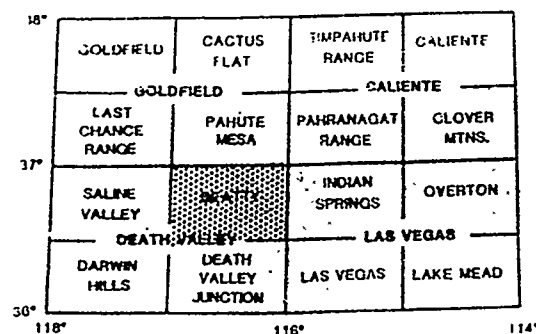 38°
GOLDFIELD
CACTUS
FLAT
TIMPAHUTE
RANGE
CALIENTE
GOLDFIELD
CALIENTE
LAST
CHANCE
RANGE
PAHUTE
MESA
PAHRANAGAT
RANGE
CLOVER
MTNS.
37°
SALINE
VALLEY
BEATTY
INDIAN
SPRINGS
OVERTON
DEATH VALLEY
LAS VEGAS
DARWIN
HILLS
DEATH
VALLEY
JUNCTION
LAS VEGAS
LAKE MEAD
36°
118°
116°
114°